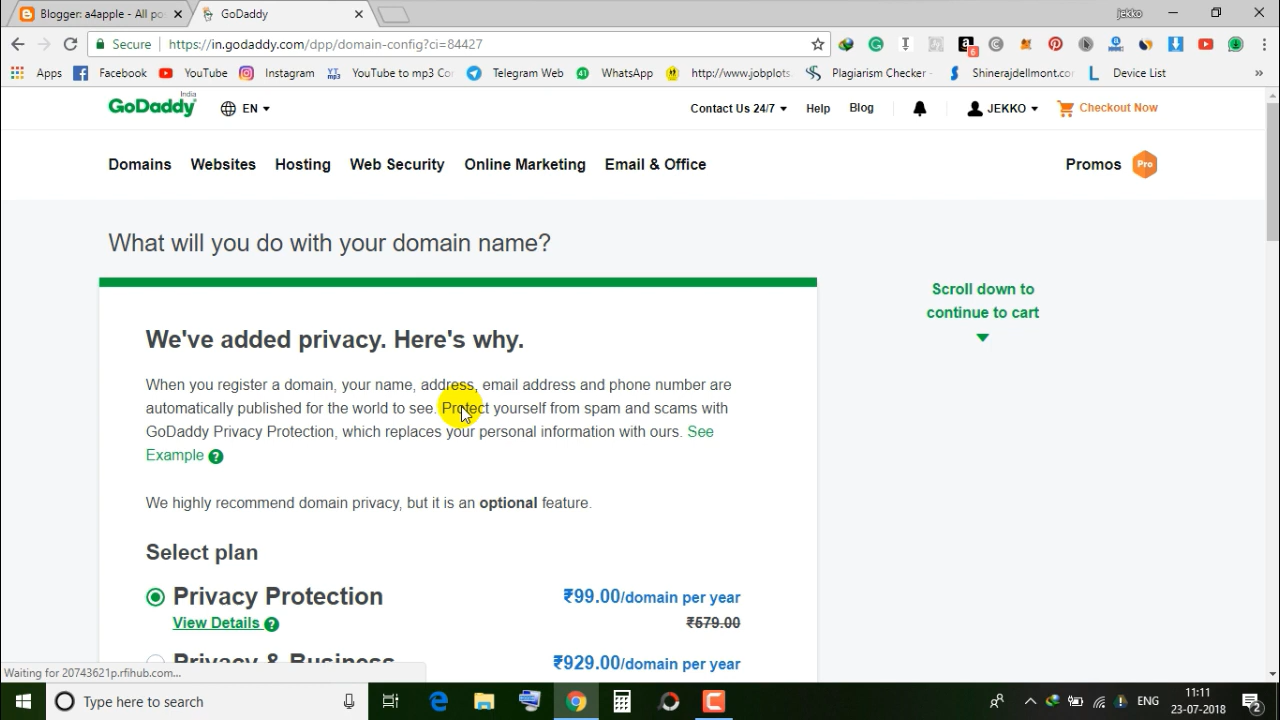 Blogger: a4apple - All po
GoDaddy
jekko
Secure
https://in.godaddy.com/dpp/domain-config?ci=84427
6
Apps
Facebook
YouTube
Instagram
YouTube to mp3 Co
Telegram Web
41
WhatsApp
http://www.jobplots
Plagiarism Checker -
Shinerajdellmont.co
L
Device List
»
India
GoDaddy
EN
Contact Us 24/7
Help
Blog
JEKKO
Checkout Now
Domains
Websites
Hosting
Web Security
Online Marketing
Email & Office
Promos
Pro
What will you do with your domain name?
Scroll down to
continue to cart
We've added privacy. Here's why.
When you register a domain, your name, address, email address and phone number are
automatically published for the world to see. Protect yourself from spam and scams with
GoDaddy Privacy Protection, which replaces your personal information with ours. See
Example ?
We highly recommend domain privacy, but it is an optional feature.
Select plan
Privacy Protection
₹99.00/domain per year
View Details ?
₹579.00
Privacy & Business
₹929.00/domain per year
Waiting for 20743621p.rfihub.com...
Type here to search
ENG
11:11
23-07-2018
2